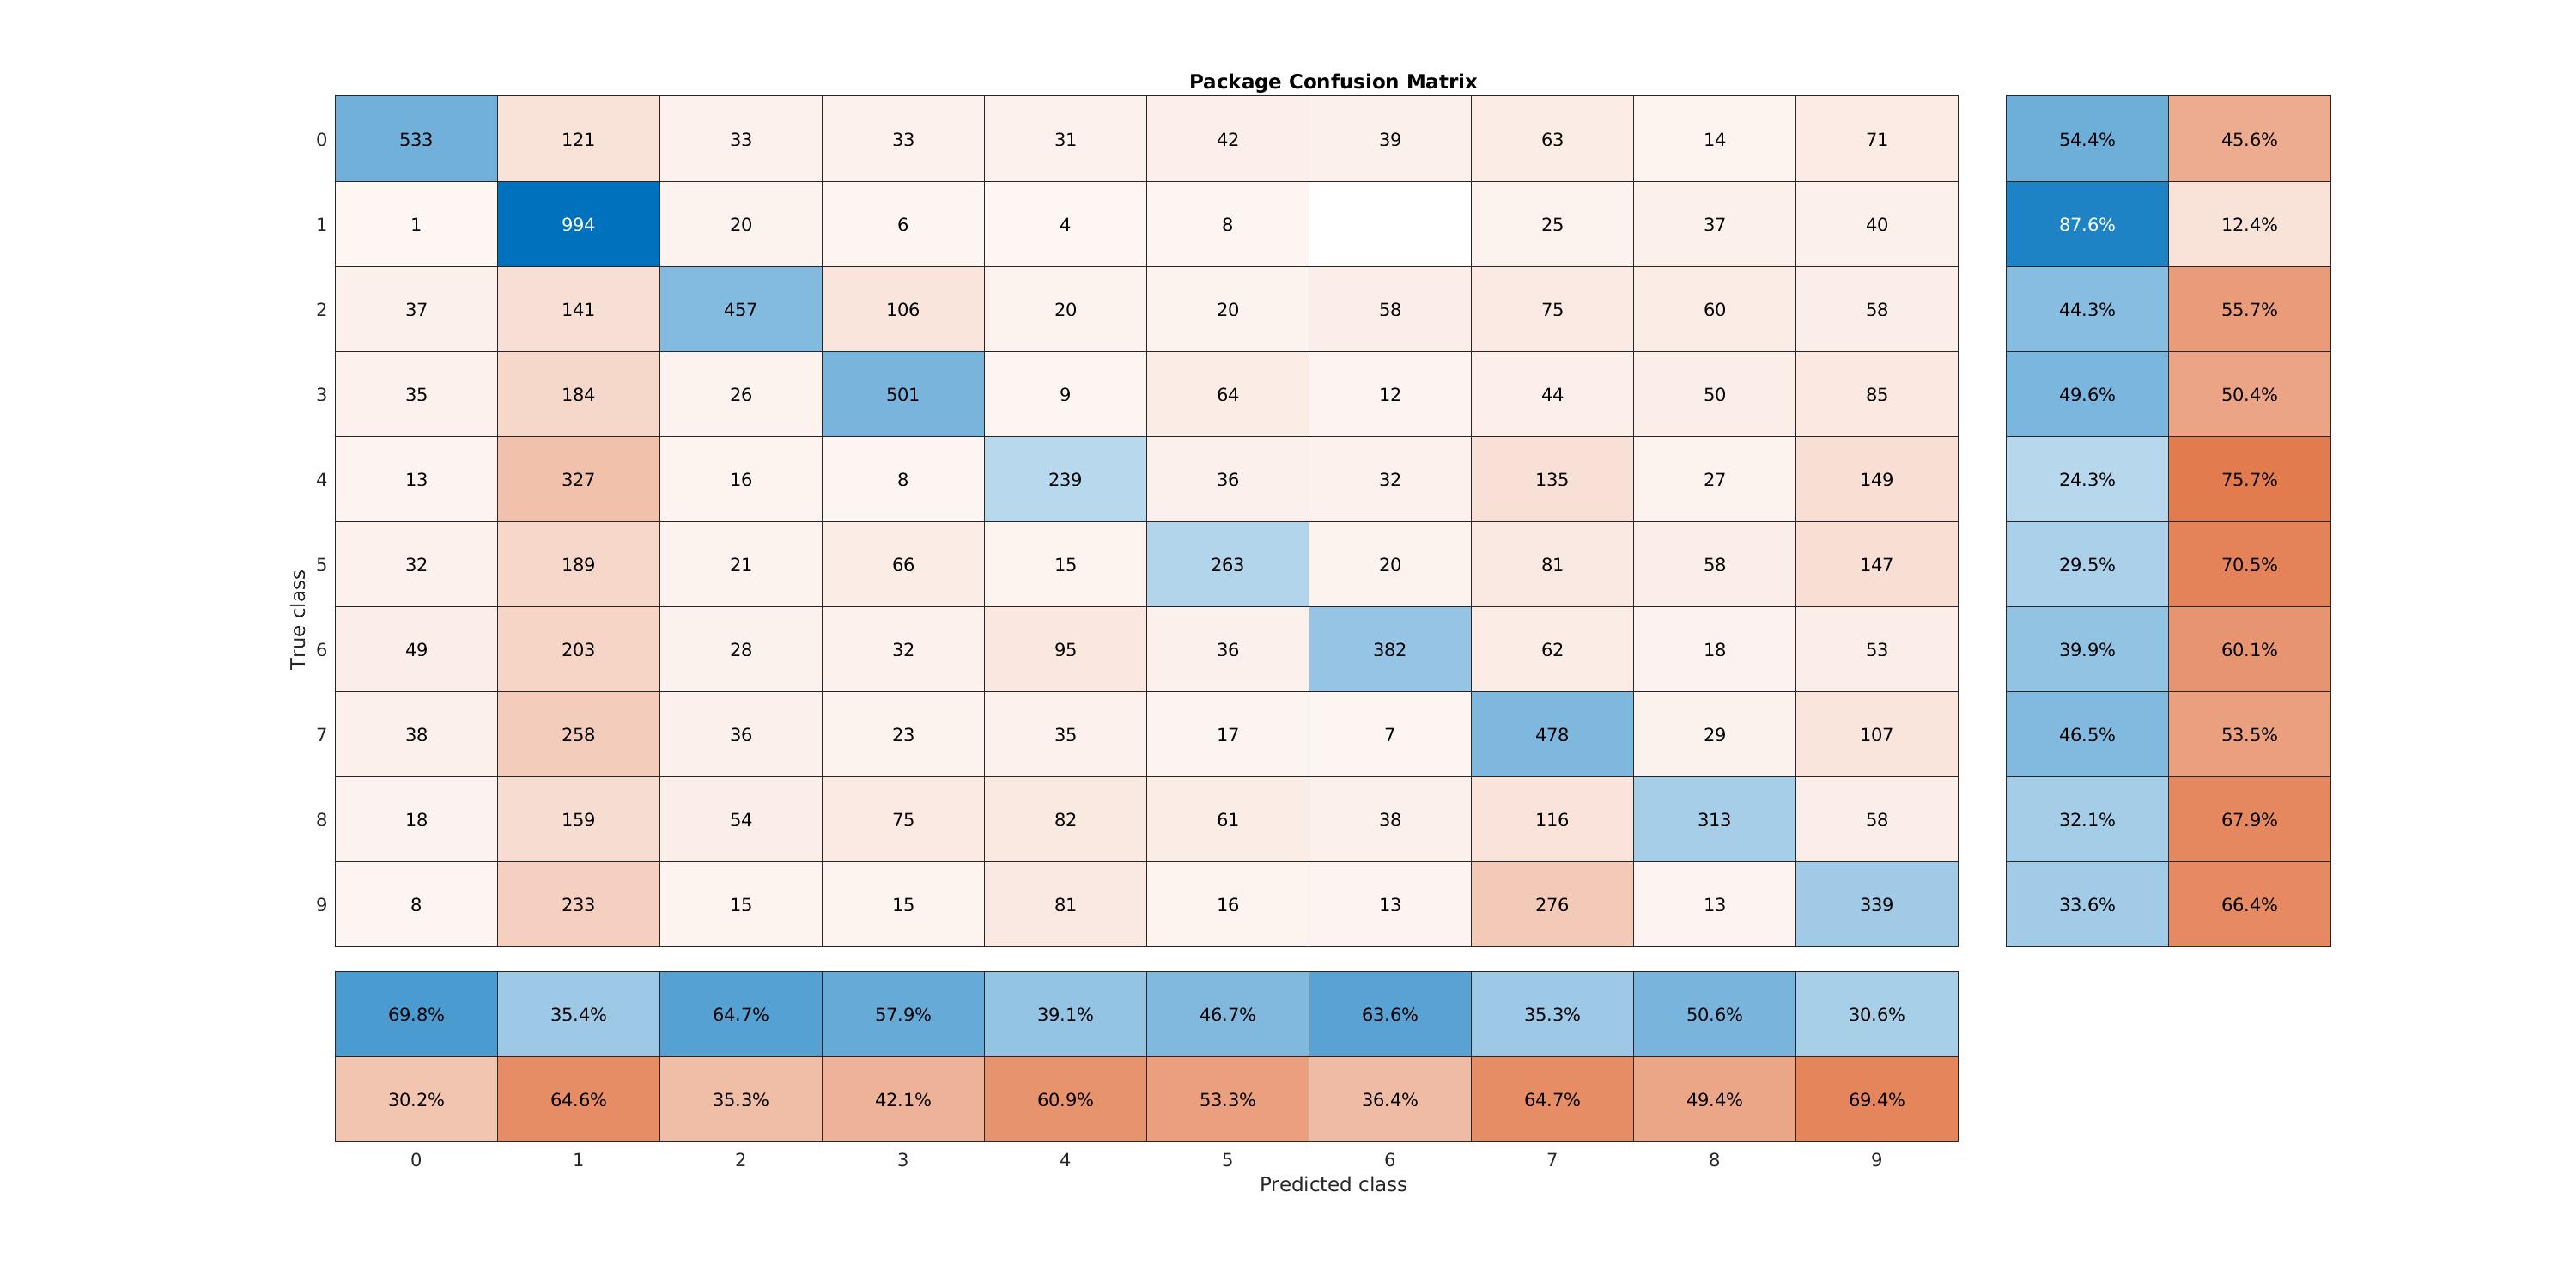 Package Confusion Matrix
0 533 121 33 33 31 42 39 63 14 71 54.4% 45.6%
1 1 994 20 6 4 8 25 37 40 87.6% 12.4%
2 37 141 457 106 20 20 58 75 60 58 44.3% 55.7%
3 35 184 26 501 9 64 12 44 50 85 49.6% 50.4%
4 13 327 16 8 239 36 32 135 27 149 24.3% 75.7%
5 32 189 21 66 15 263 20 81 58 147 29.5% 70.5%
True class
6 49 203 28 32 95 36 382 62 18 53 39.9% 60.1%
7 38 258 36 23 35 17 7 478 29 107 46.5% 53.5%
8 18 159 54 75 82 61 38 116 313 58 32.1% 67.9%
9 8 233 15 15 81 16 13 276 13 339 33.6% 66.4%
69.8% 35.4% 64.7% 57.9% 39.1% 46.7% 63.6% 35.3% 50.6% 30.6%
30.2% 64.6% 35.3% 42.1% 60.9% 53.3% 36.4% 64.7% 49.4% 69.4%
0 1 2 3 4 5 6 7 8 9
Predicted class